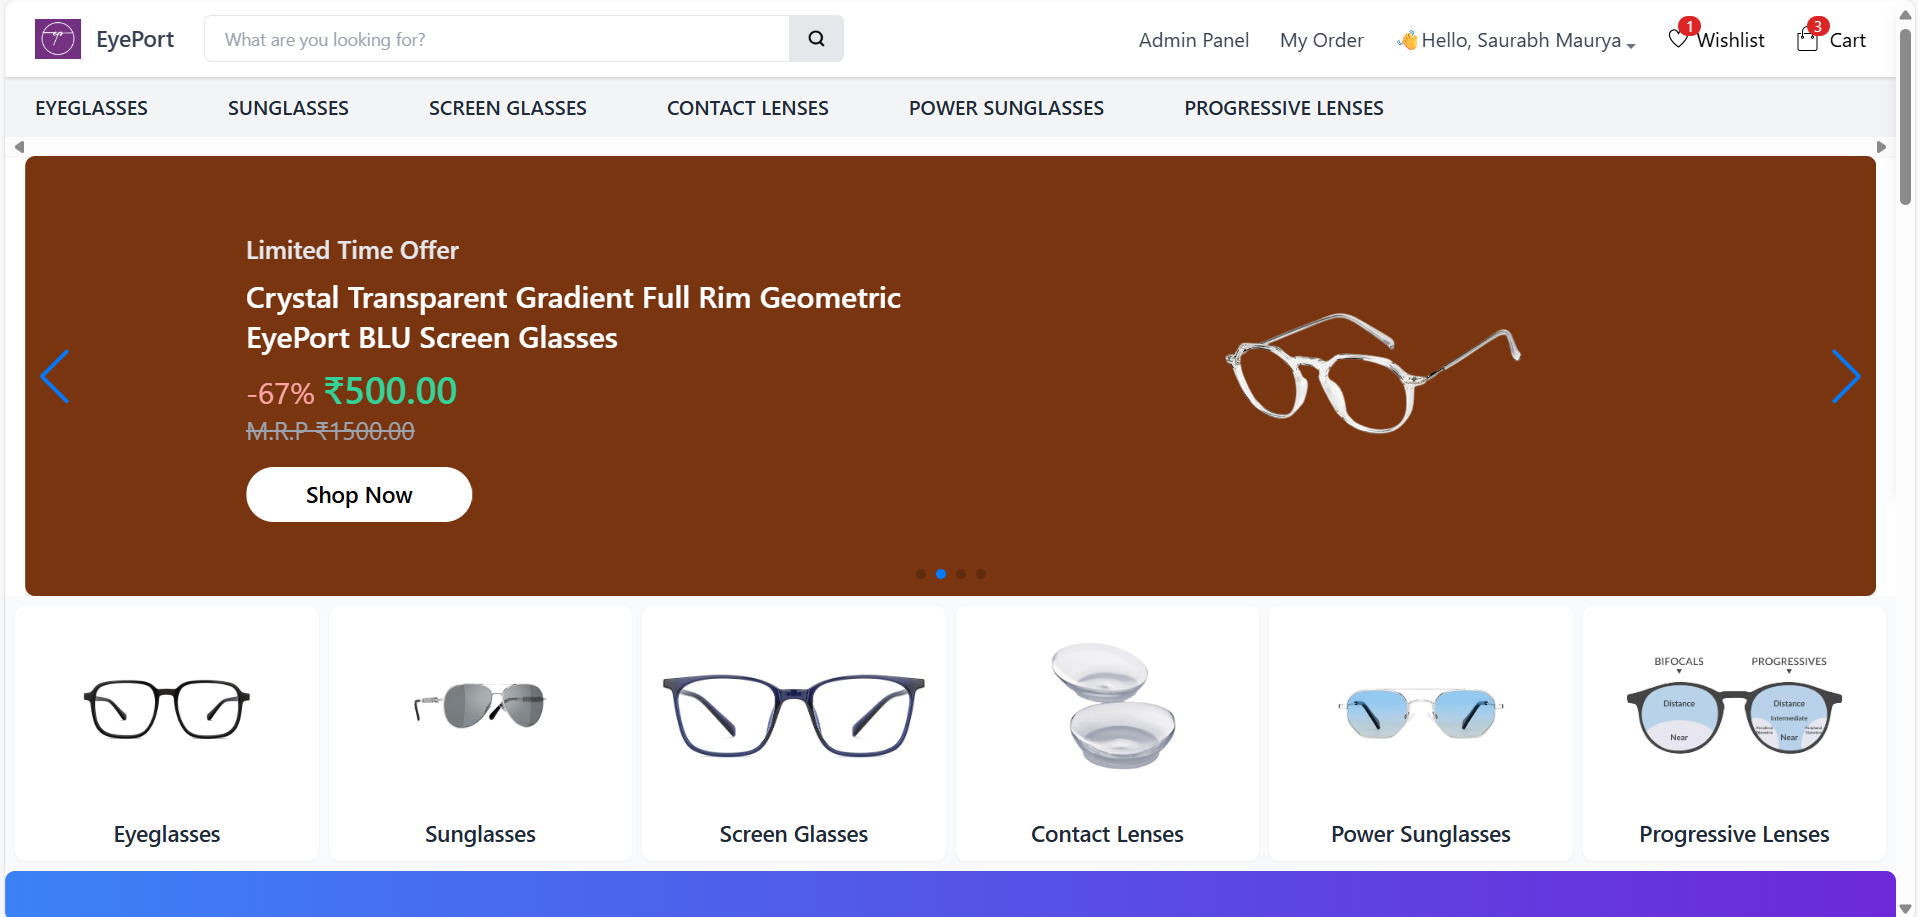 ep
EyePort
What are you looking for?
Admin Panel
My Order
👋Hello, Saurabh Maurya
1
Wishlist
3
Cart
EYEGLASSES
SUNGLASSES
SCREEN GLASSES
CONTACT LENSES
POWER SUNGLASSES
PROGRESSIVE LENSES
Limited Time Offer
Crystal Transparent Gradient Full Rim Geometric
EyePort BLU Screen Glasses
-67% ₹500.00
M.R.P ₹1500.00
Shop Now
Eyeglasses
Sunglasses
Screen Glasses
Contact Lenses
Power Sunglasses
BIFOCALS
PROGRESSIVES
Distance
Distance
Intermediate
Near
Near
Progressive Lenses